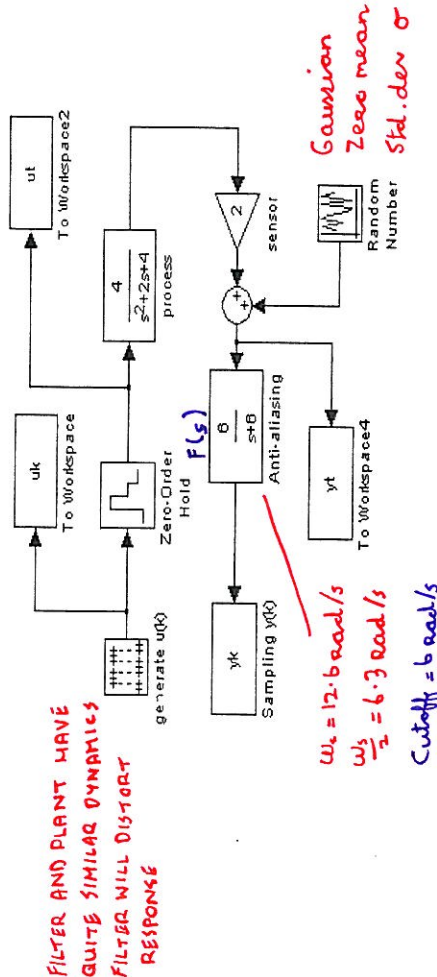 FILTER AND PLANT HAVE
QUITE SIMILAR DYNAMICS
FILTER WILL DISTORT
RESPONSE
generate u(k)
uk
To Workspace
Zero-Order
Hold
ut
To Workspace2
4
s²+2s+4
process
2
sensor
+
+
Random
Number
Gaussian
Zero mean
Std. dev σ
F(s)
6
s+6
Anti-aliasing
yt
To Workspace4
yk
Sampling y(k)
ωs = 12.6 rad/s
ωs/2 = 6.3 rad/s
Cutoff = 6 rad/s